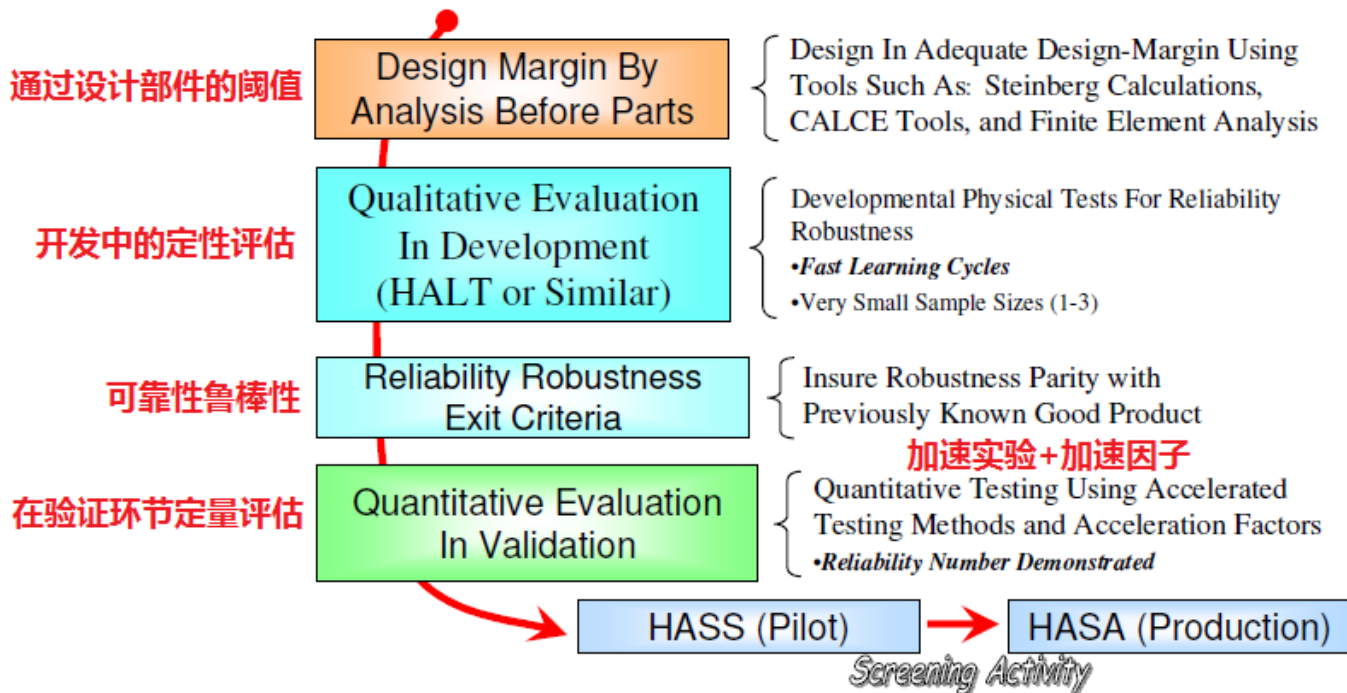 通过设计部件的阈值
Design Margin By
Analysis Before Parts
Design In Adequate Design-Margin Using
Tools Such As: Steinberg Calculations,
CALCE Tools, and Finite Element Analysis
开发中的定性评估
Qualitative Evaluation
In Development
(HALT or Similar)
Developmental Physical Tests For Reliability
Robustness
•Fast Learning Cycles
•Very Small Sample Sizes (1-3)
可靠性鲁棒性
Reliability Robustness
Exit Criteria
Insure Robustness Parity with
Previously Known Good Product
在验证环节定量评估
Quantitative Evaluation
In Validation
加速实验+加速因子
Quantitative Testing Using Accelerated
Testing Methods and Acceleration Factors
•Reliability Number Demonstrated
HASS (Pilot)
HASA (Production)
Screening Activity